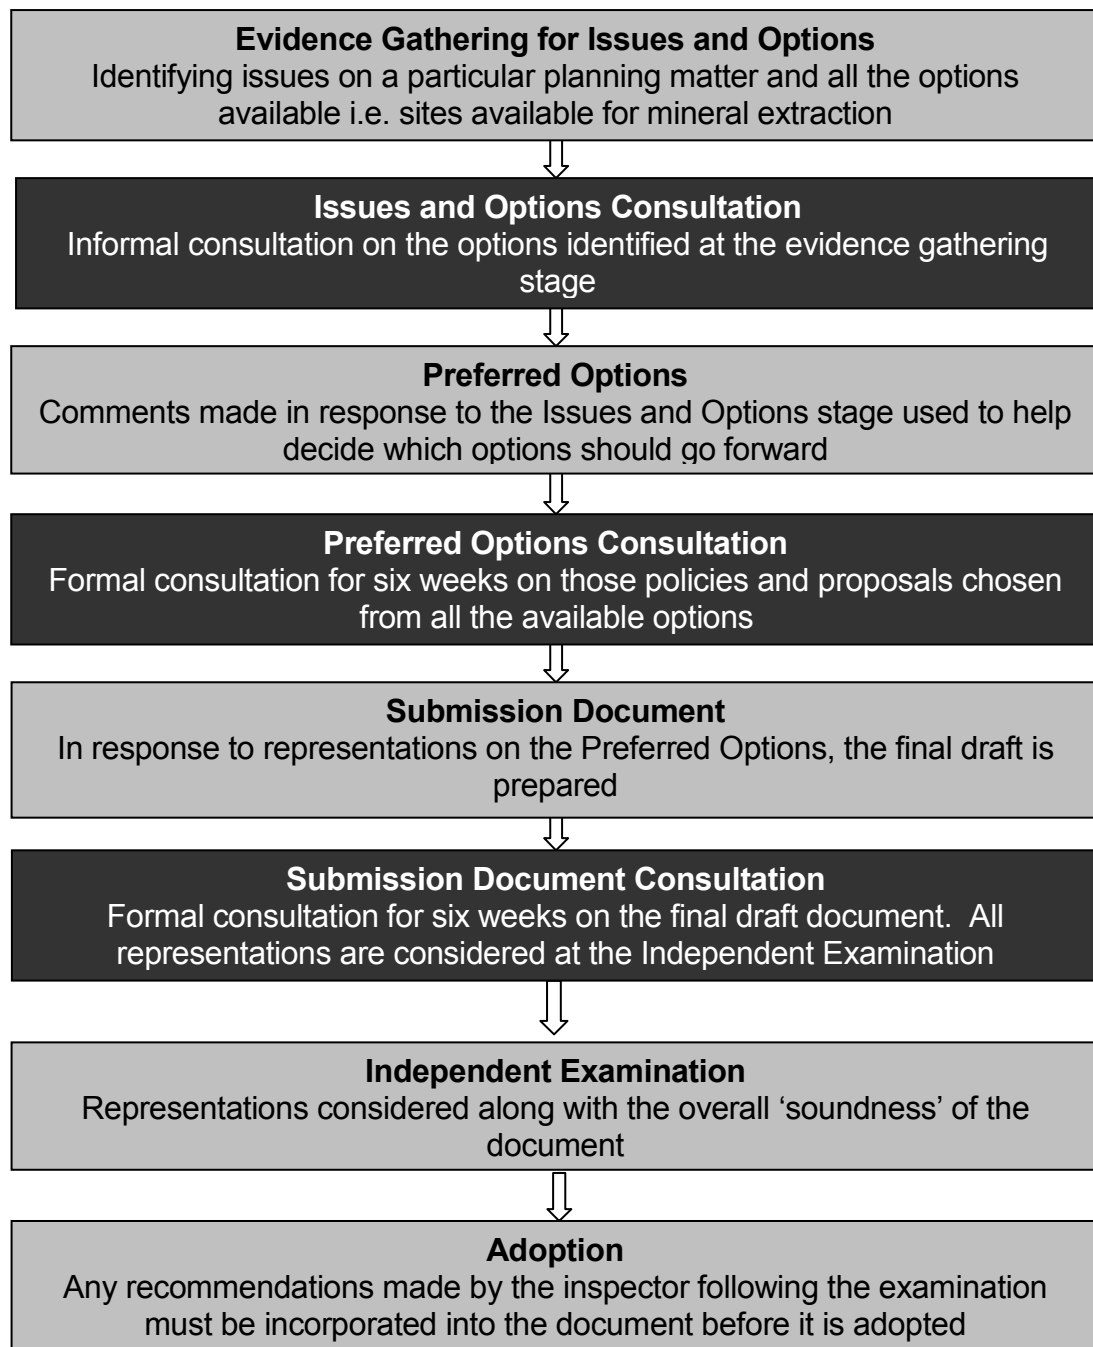 Evidence Gathering for Issues and Options
Identifying issues on a particular planning matter and all the options
available i.e. sites available for mineral extraction
Issues and Options Consultation
Informal consultation on the options identified at the evidence gathering
stage
Preferred Options
Comments made in response to the Issues and Options stage used to help
decide which options should go forward
Preferred Options Consultation
Formal consultation for six weeks on those policies and proposals chosen
from all the available options
Submission Document
In response to representations on the Preferred Options, the final draft is
prepared
Submission Document Consultation
Formal consultation for six weeks on the final draft document.  All
representations are considered at the Independent Examination
Independent Examination
Representations considered along with the overall ‘soundness’ of the
document
Adoption
Any recommendations made by the inspector following the examination
must be incorporated into the document before it is adopted